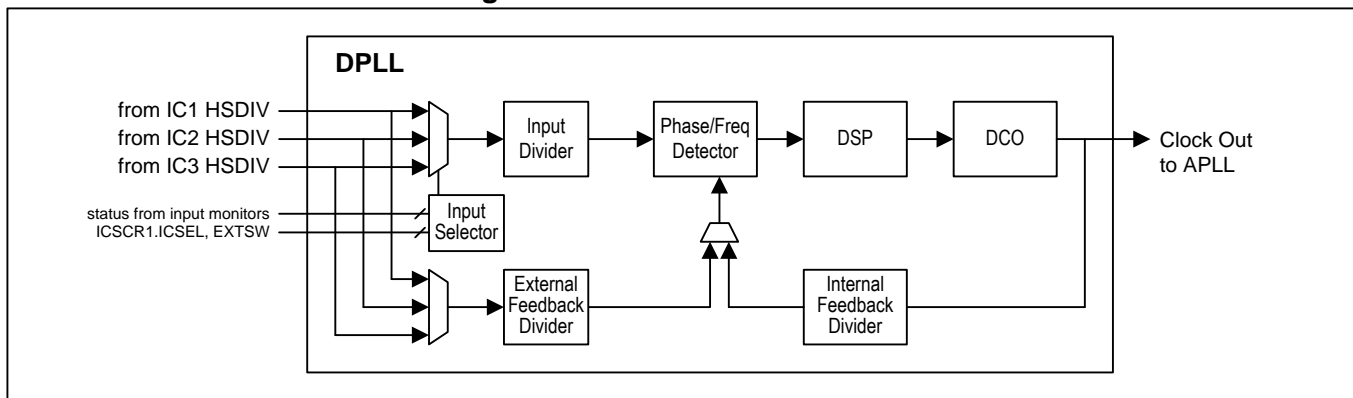 DPLL
from IC1 HSDIV
from IC2 HSDIV
from IC3 HSDIV
status from input monitors
ICSCR1.ICSEL, EXTSW
Input
Divider
Phase/Freq
Detector
DSP
DCO
Clock Out
to APLL
Input
Selector
External
Feedback
Divider
Internal
Feedback
Divider